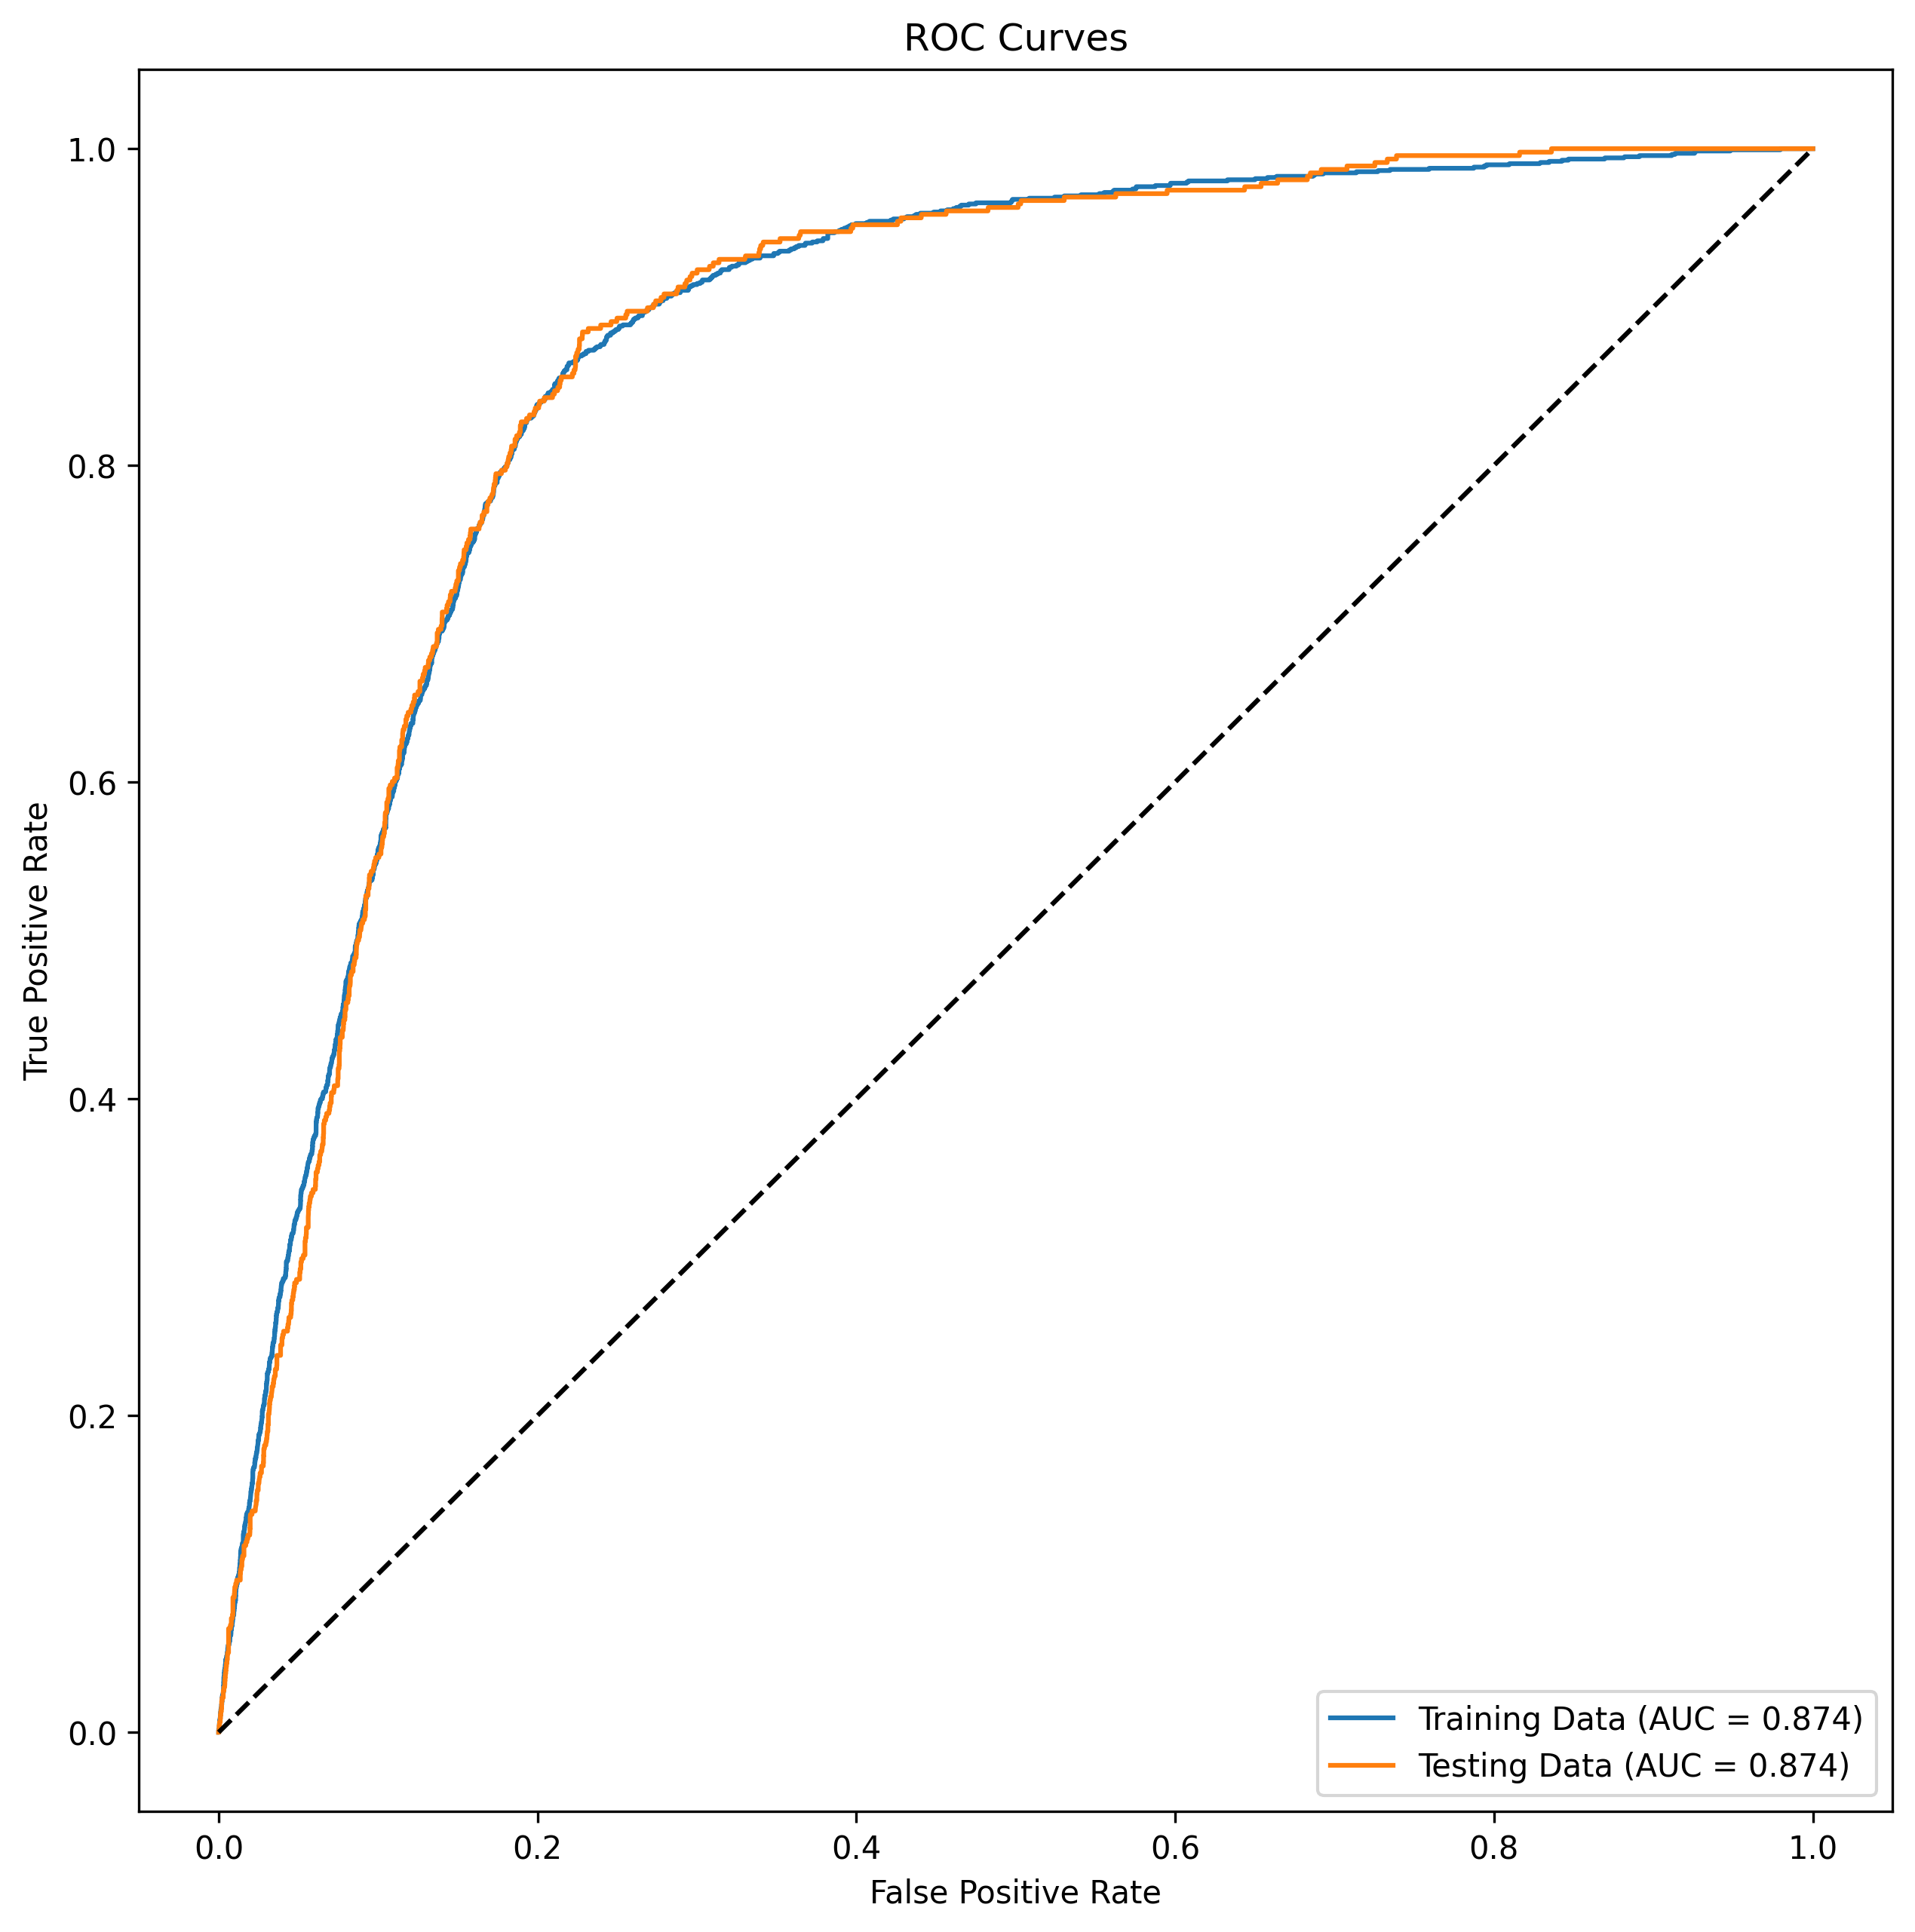 ROC Curves
1.0
0.8
0.6
0.4
0.2
0.0
True Positive Rate
Training Data (AUC = 0.874)
Testing Data (AUC = 0.874)
0.0 0.2 0.4 0.6 0.8 1.0
False Positive Rate